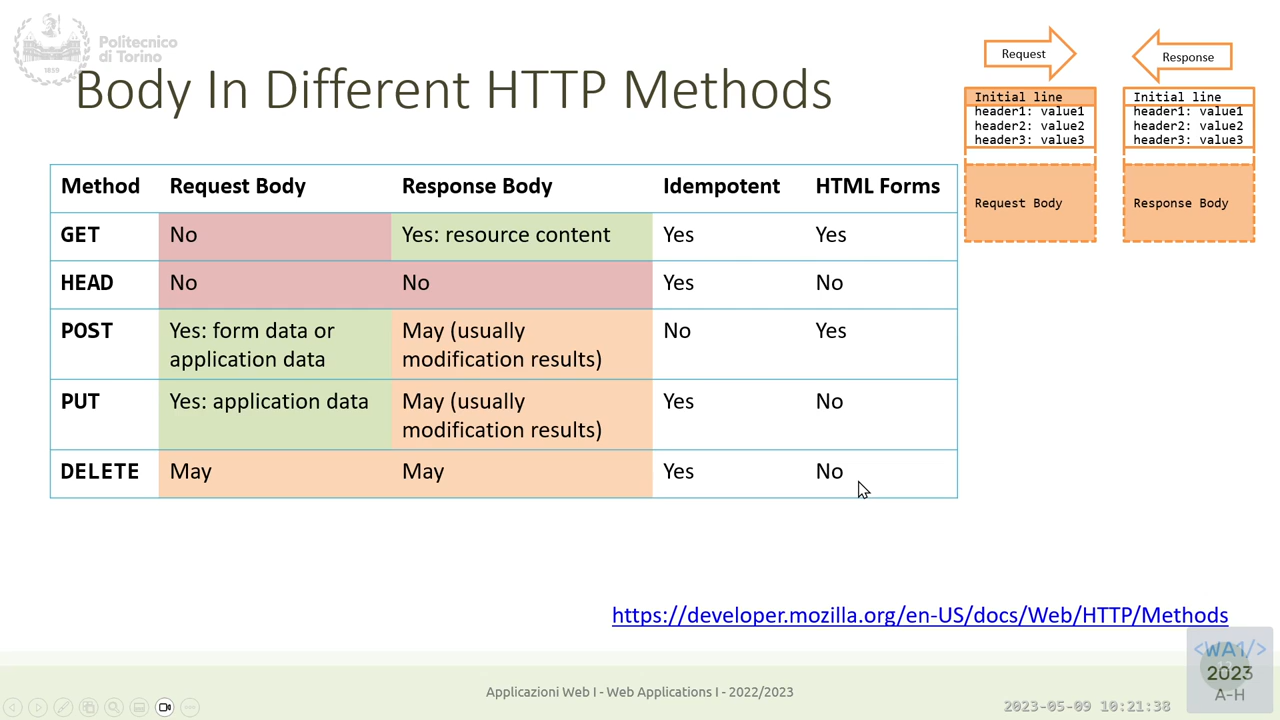 Politecnico
di Torino
1859
Body In Different HTTP Methods
Request
Response
Initial line
header1: value1
header2: value2
header3: value3
Request Body
Initial line
header1: value1
header2: value2
header3: value3
Response Body
Method Request Body Response Body Idempotent HTML Forms
GET No Yes: resource content Yes Yes
HEAD No No Yes No
POST Yes: form data or application data May (usually modification results) No Yes
PUT Yes: application data May (usually modification results) Yes No
DELETE May May Yes No
https://developer.mozilla.org/en-US/docs/Web/HTTP/Methods
Applicazioni Web I - Web Applications I - 2022/2023
<WA1/>
2023
A-H
2023-05-09 10:21:38